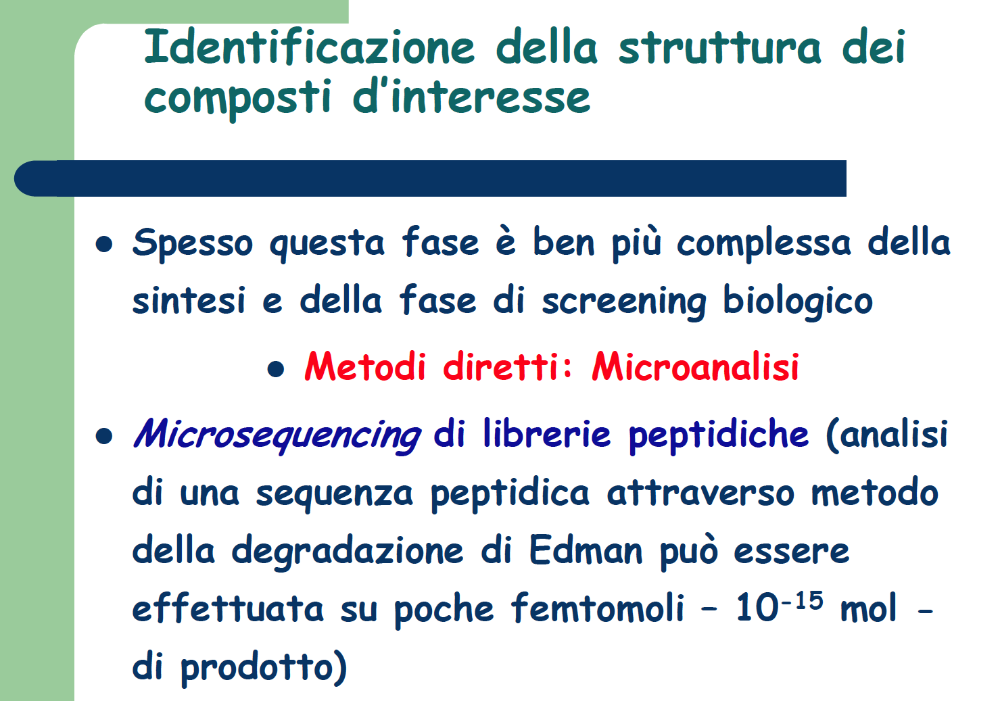 Identificazione della struttura dei
composti d'interesse
● Spesso questa fase è ben più complessa della
sintesi e della fase di screening biologico
● Metodi diretti: Microanalisi
● Microsequencing di librerie peptidiche (analisi
di una sequenza peptidica attraverso metodo
della degradazione di Edman può essere
effettuata su poche femtomoli – 10⁻¹⁵ mol -
di prodotto)